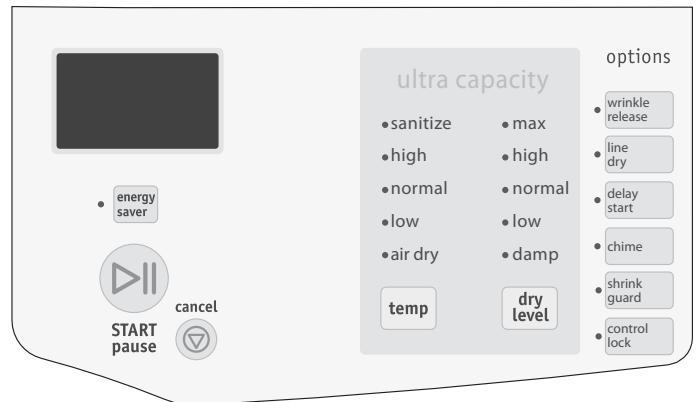 energy
saver
START
pause
cancel
ultra capacity
sanitize
high
normal
low
air dry
temp
max
high
normal
low
damp
dry
level
options
wrinkle
release
line
dry
delay
start
chime
shrink
guard
control
lock